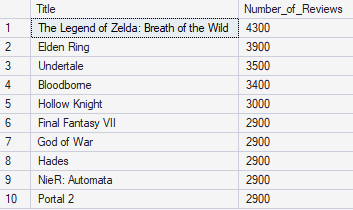 Title Number_of_Reviews
1 The Legend of Zelda: Breath of the Wild 4300
2 Elden Ring 3900
3 Undertale 3500
4 Bloodborne 3400
5 Hollow Knight 3000
6 Final Fantasy VII 2900
7 God of War 2900
8 Hades 2900
9 NieR: Automata 2900
10 Portal 2 2900